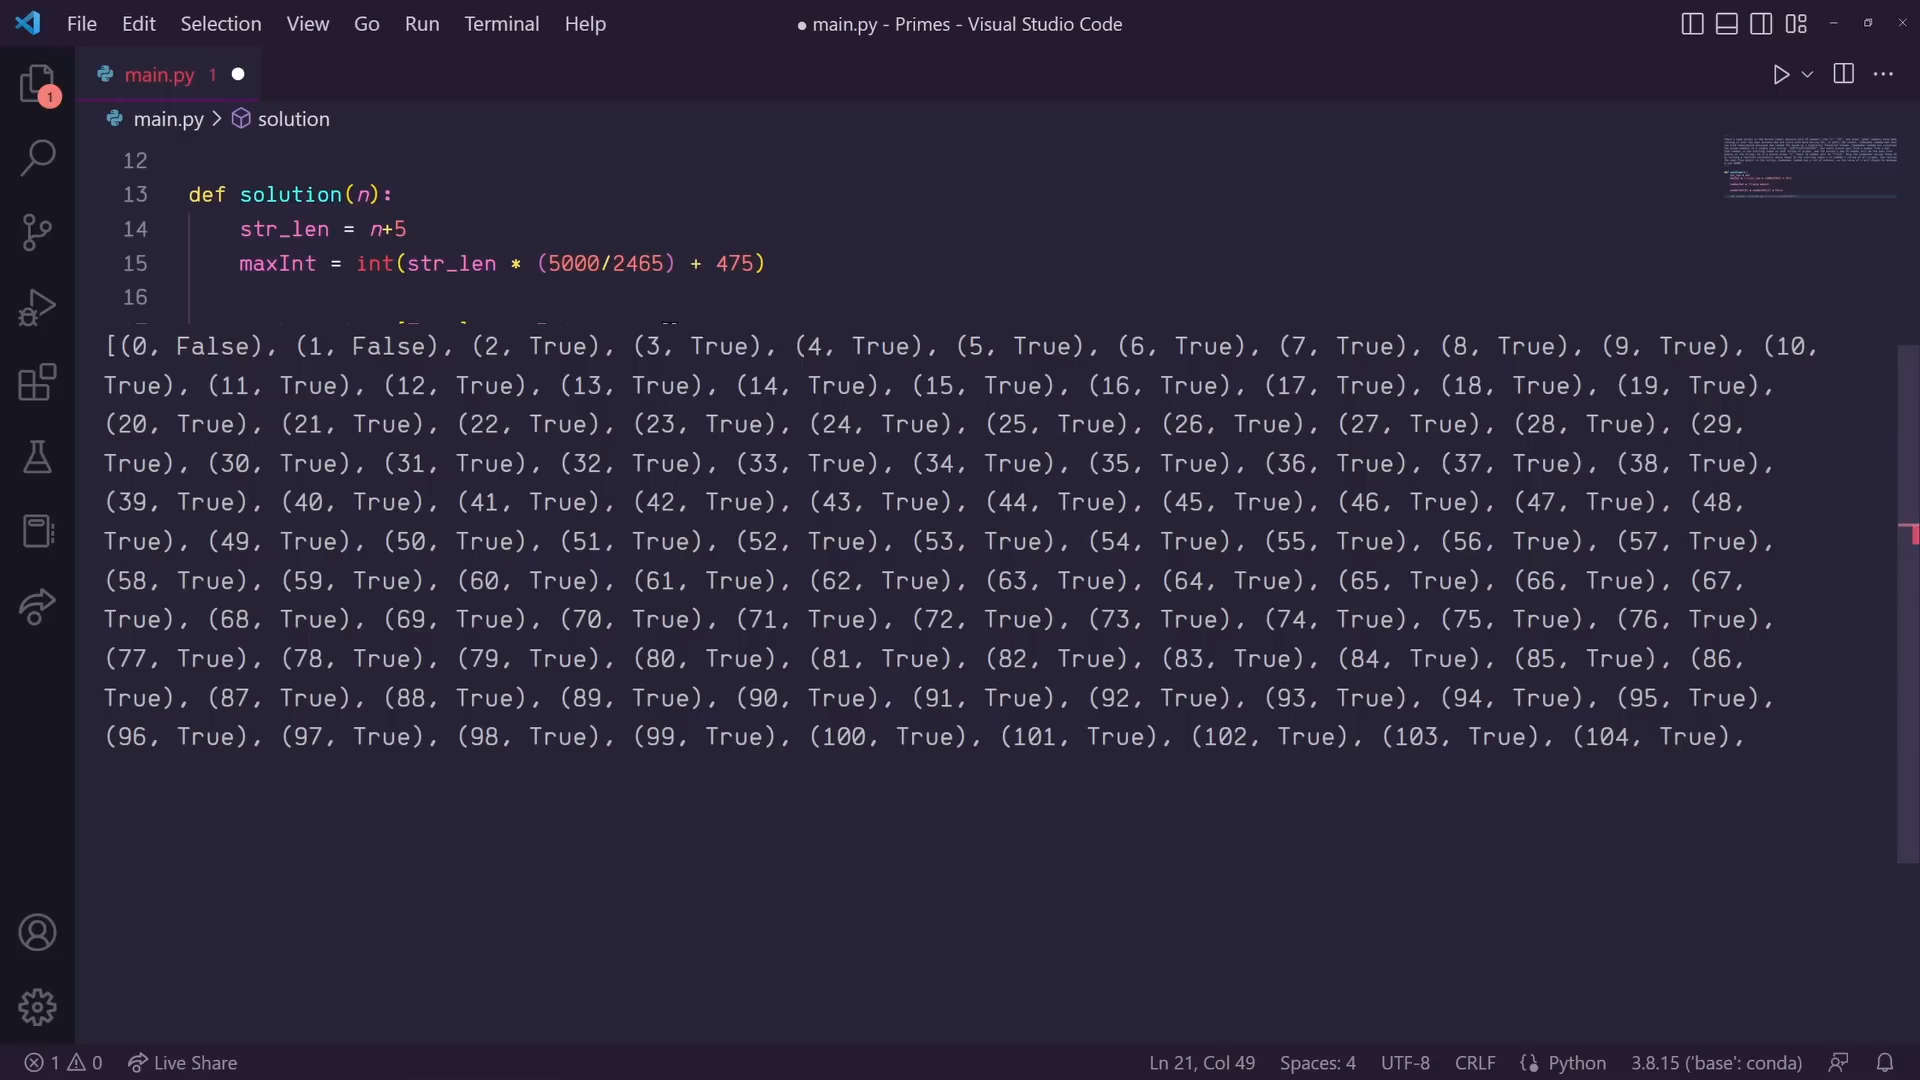 File Edit Selection View Go Run Terminal Help
● main.py - Primes - Visual Studio Code
1
main.py 1
main.py > solution
12
13 def solution(n):
14 str_len = n+5
15 maxInt = int(str_len * (5000/2465) + 475)
16
[(0, False), (1, False), (2, True), (3, True), (4, True), (5, True), (6, True), (7, True), (8, True), (9, True), (10,
True), (11, True), (12, True), (13, True), (14, True), (15, True), (16, True), (17, True), (18, True), (19, True),
(20, True), (21, True), (22, True), (23, True), (24, True), (25, True), (26, True), (27, True), (28, True), (29,
True), (30, True), (31, True), (32, True), (33, True), (34, True), (35, True), (36, True), (37, True), (38, True),
(39, True), (40, True), (41, True), (42, True), (43, True), (44, True), (45, True), (46, True), (47, True), (48,
True), (49, True), (50, True), (51, True), (52, True), (53, True), (54, True), (55, True), (56, True), (57, True),
(58, True), (59, True), (60, True), (61, True), (62, True), (63, True), (64, True), (65, True), (66, True), (67,
True), (68, True), (69, True), (70, True), (71, True), (72, True), (73, True), (74, True), (75, True), (76, True),
(77, True), (78, True), (79, True), (80, True), (81, True), (82, True), (83, True), (84, True), (85, True), (86,
True), (87, True), (88, True), (89, True), (90, True), (91, True), (92, True), (93, True), (94, True), (95, True),
(96, True), (97, True), (98, True), (99, True), (100, True), (101, True), (102, True), (103, True), (104, True),
1 0 Live Share
Ln 21, Col 49 Spaces: 4 UTF-8 CRLF Python 3.8.15 ('base': conda)